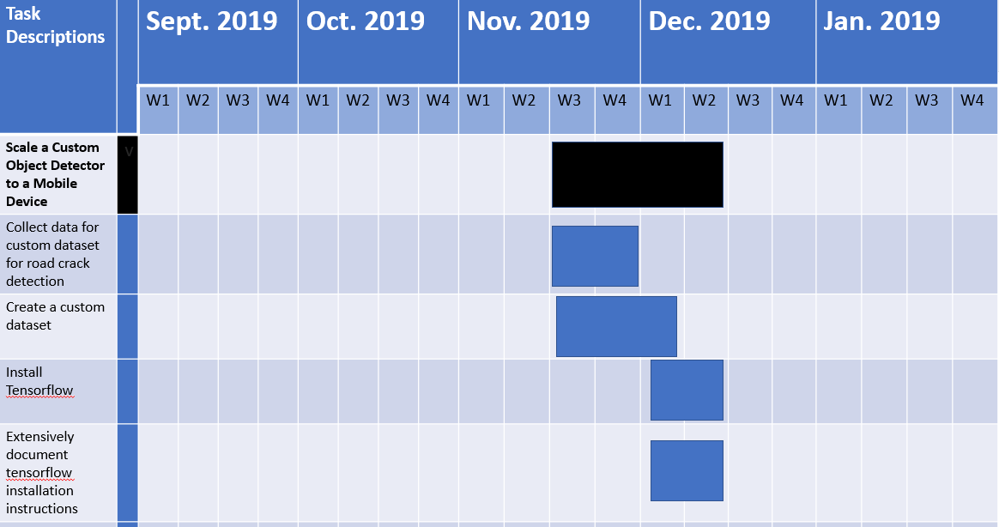 Task
Descriptions
Sept. 2019
Oct. 2019
Nov. 2019
Dec. 2019
Jan. 2019
W1 W2 W3 W4 W1 W2 W3 W4 W1 W2 W3 W4 W1 W2 W3 W4 W1 W2 W3 W4
Scale a Custom
Object Detector
to a Mobile
Device
V
Collect data for
custom dataset
for road crack
detection
Create a custom
dataset
Install
Tensorflow
Extensively
document
tensorflow
installation
instructions